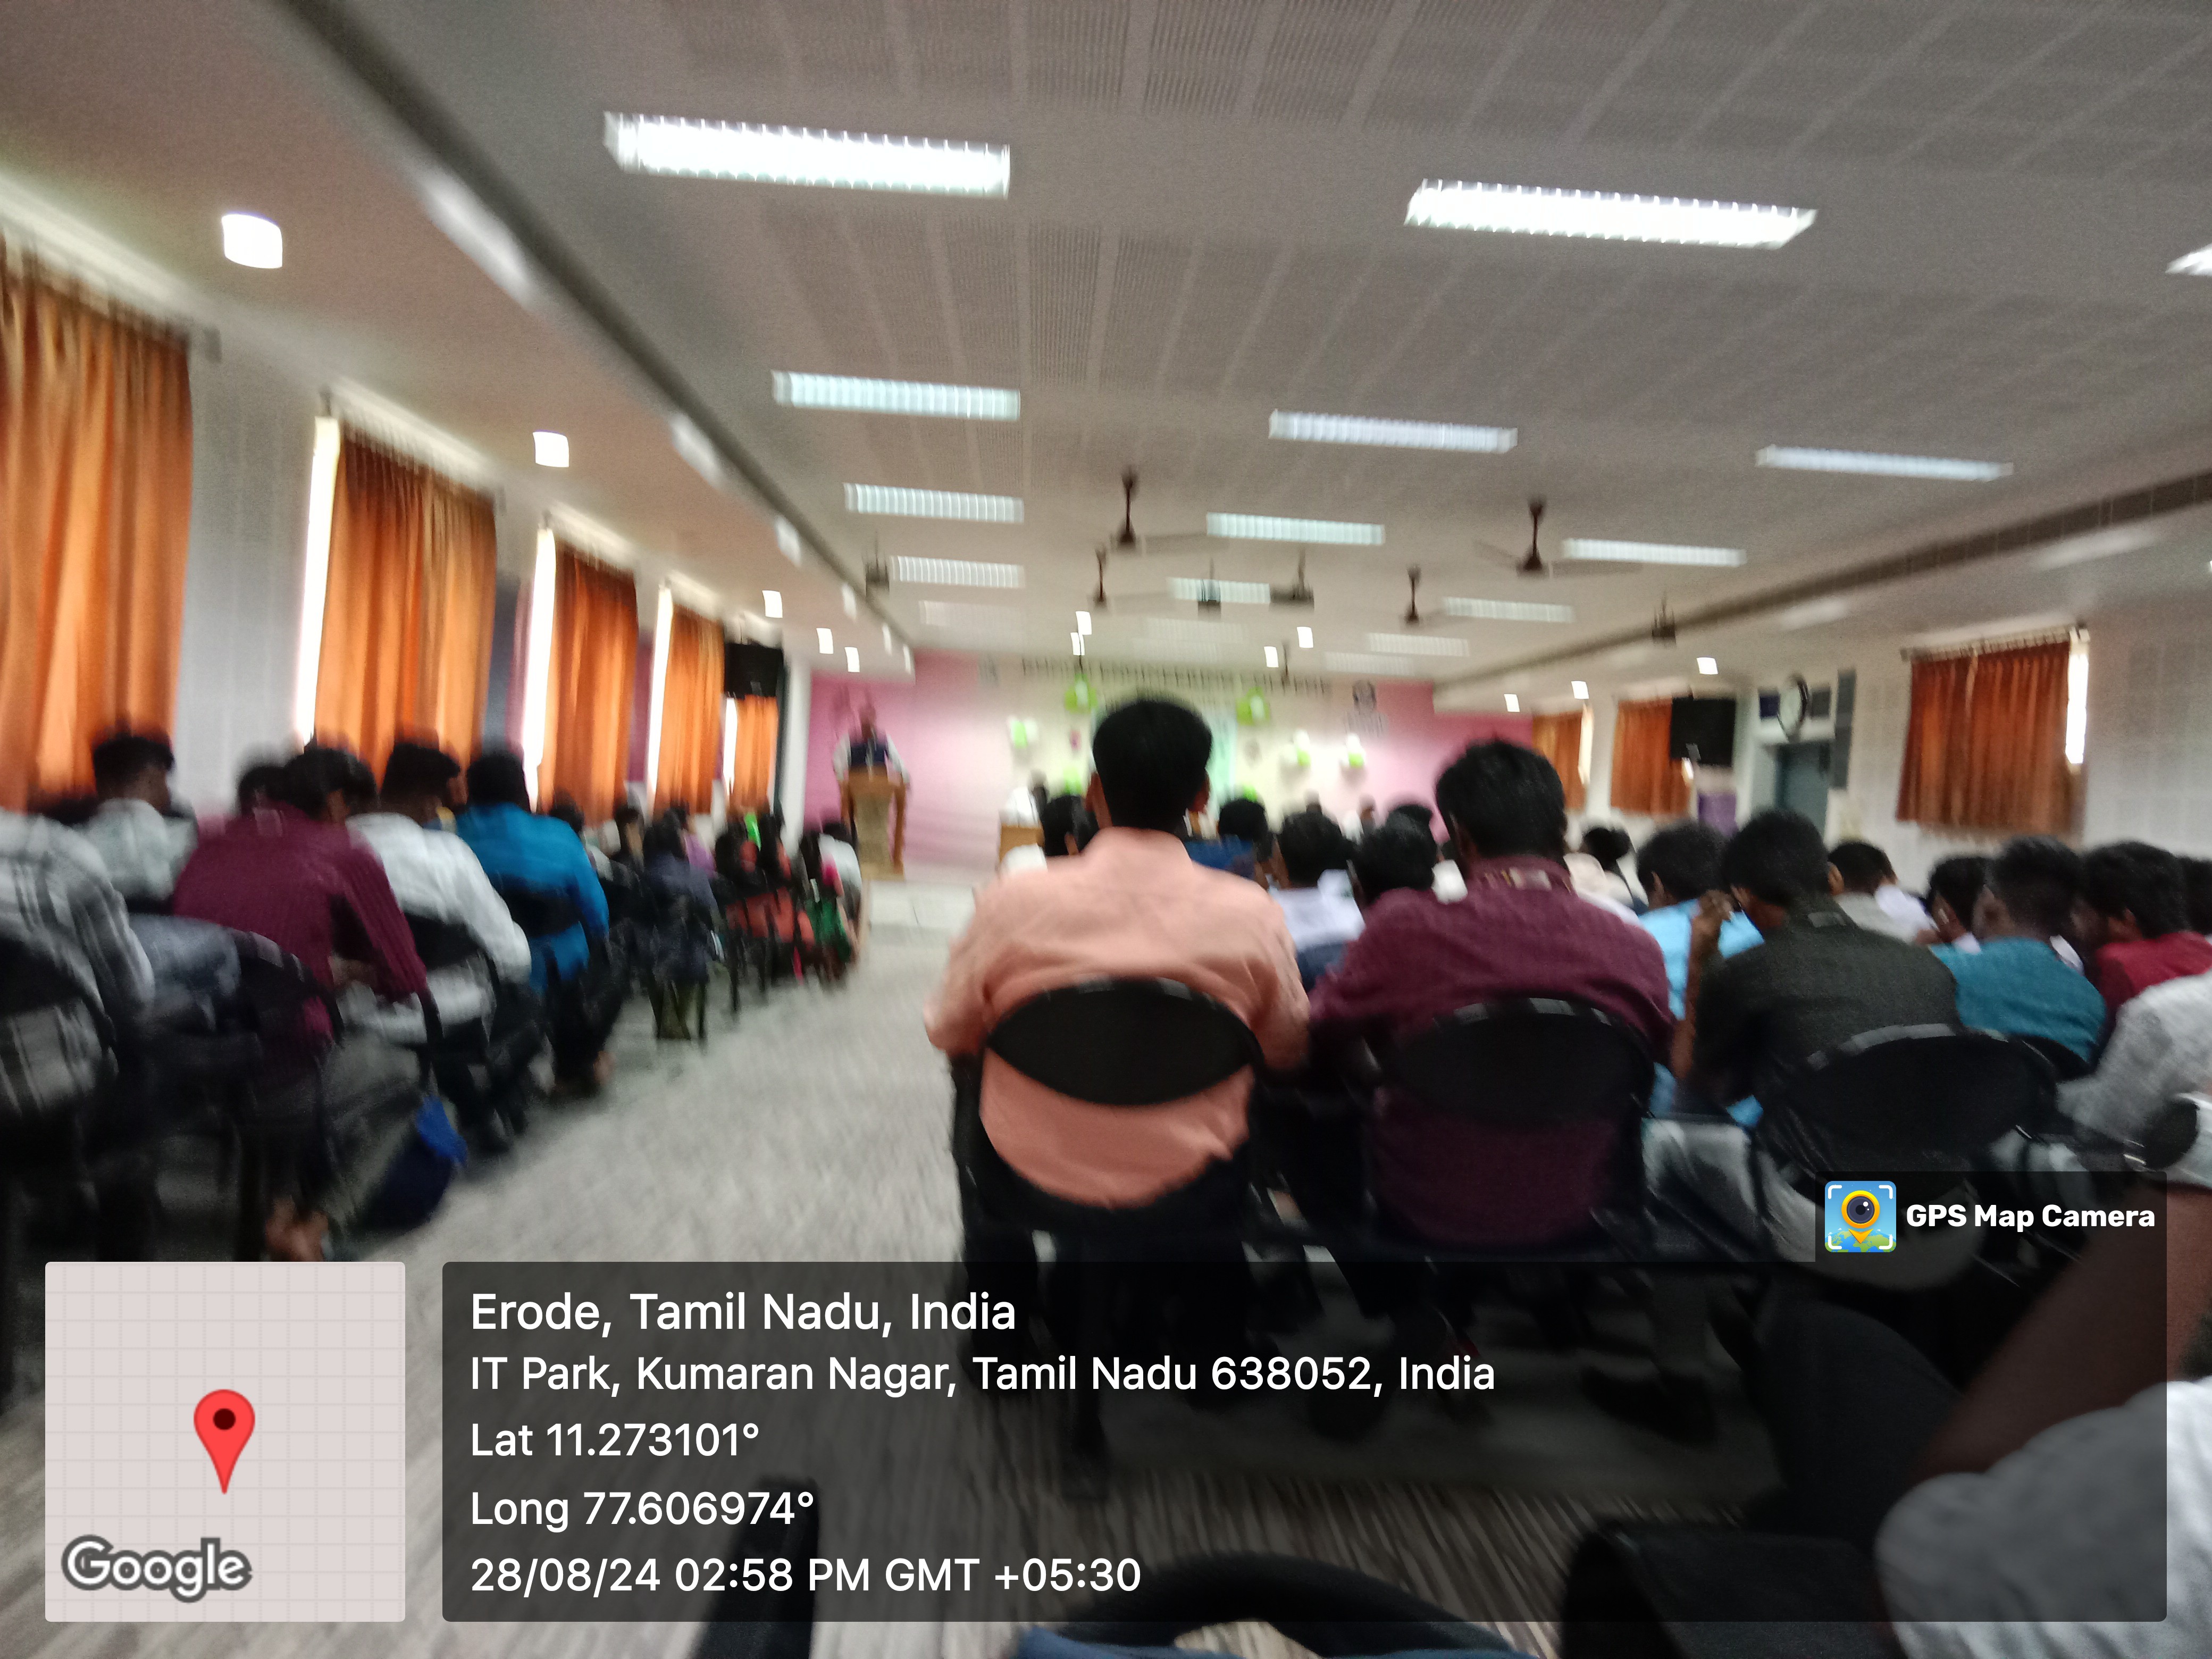 GPS Map Camera
Erode, Tamil Nadu, India
IT Park, Kumaran Nagar, Tamil Nadu 638052, India
Lat 11.273101°
Long 77.606974°
28/08/24 02:58 PM GMT +05:30
Google